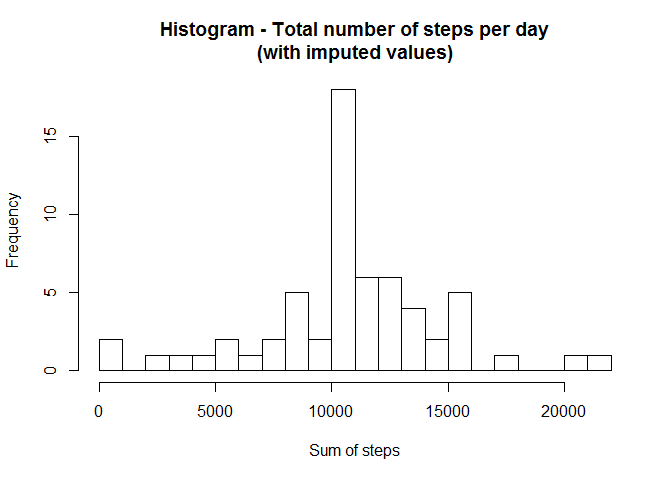 Histogram - Total number of steps per day
(with imputed values)
Frequency
15
10
5
0
0 5000 10000 15000 20000
Sum of steps